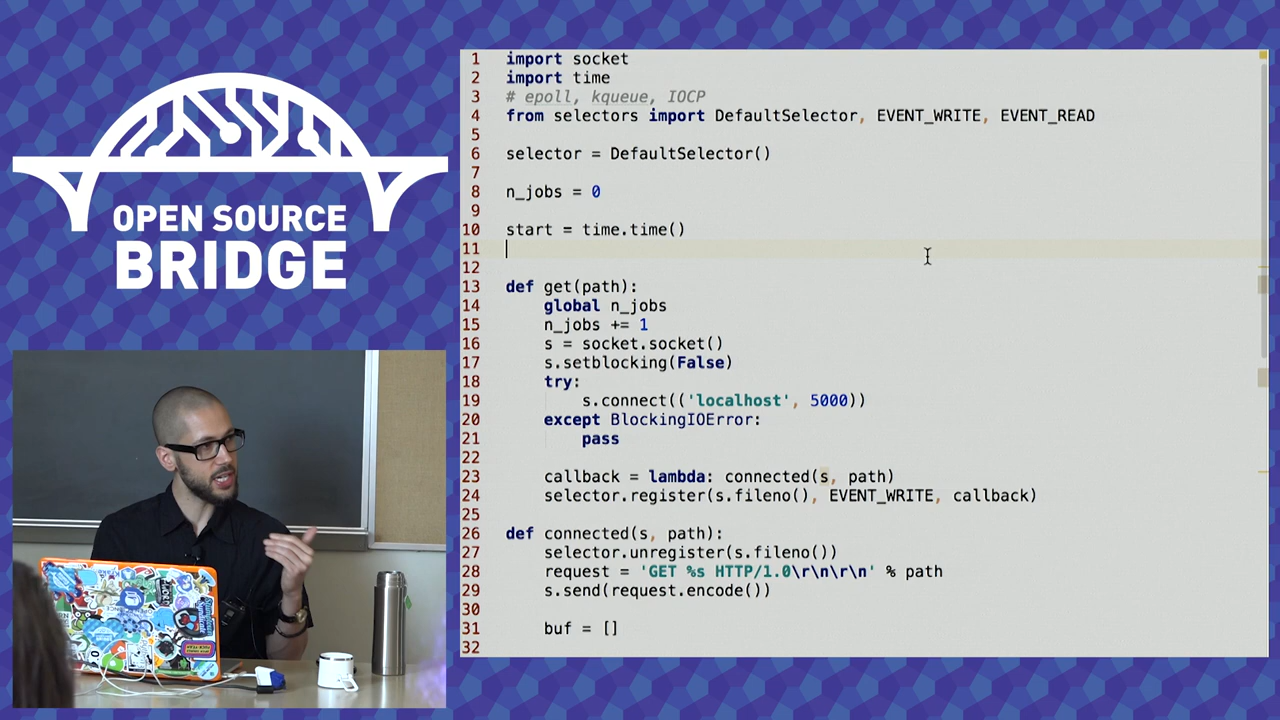 OPEN SOURCE
BRIDGE
1 import socket
2 import time
3 # epoll, kqueue, IOCP
4 from selectors import DefaultSelector, EVENT_WRITE, EVENT_READ
5
6 selector = DefaultSelector()
7
8 n_jobs = 0
9
10 start = time.time()
11
12
13 def get(path):
14     global n_jobs
15     n_jobs += 1
16     s = socket.socket()
17     s.setblocking(False)
18     try:
19         s.connect(('localhost', 5000))
20     except BlockingIOError:
21         pass
22
23     callback = lambda: connected(s, path)
24     selector.register(s.fileno(), EVENT_WRITE, callback)
25
26 def connected(s, path):
27     selector.unregister(s.fileno())
28     request = 'GET %s HTTP/1.0\r\n\r\n' % path
29     s.send(request.encode())
30
31     buf = []
32